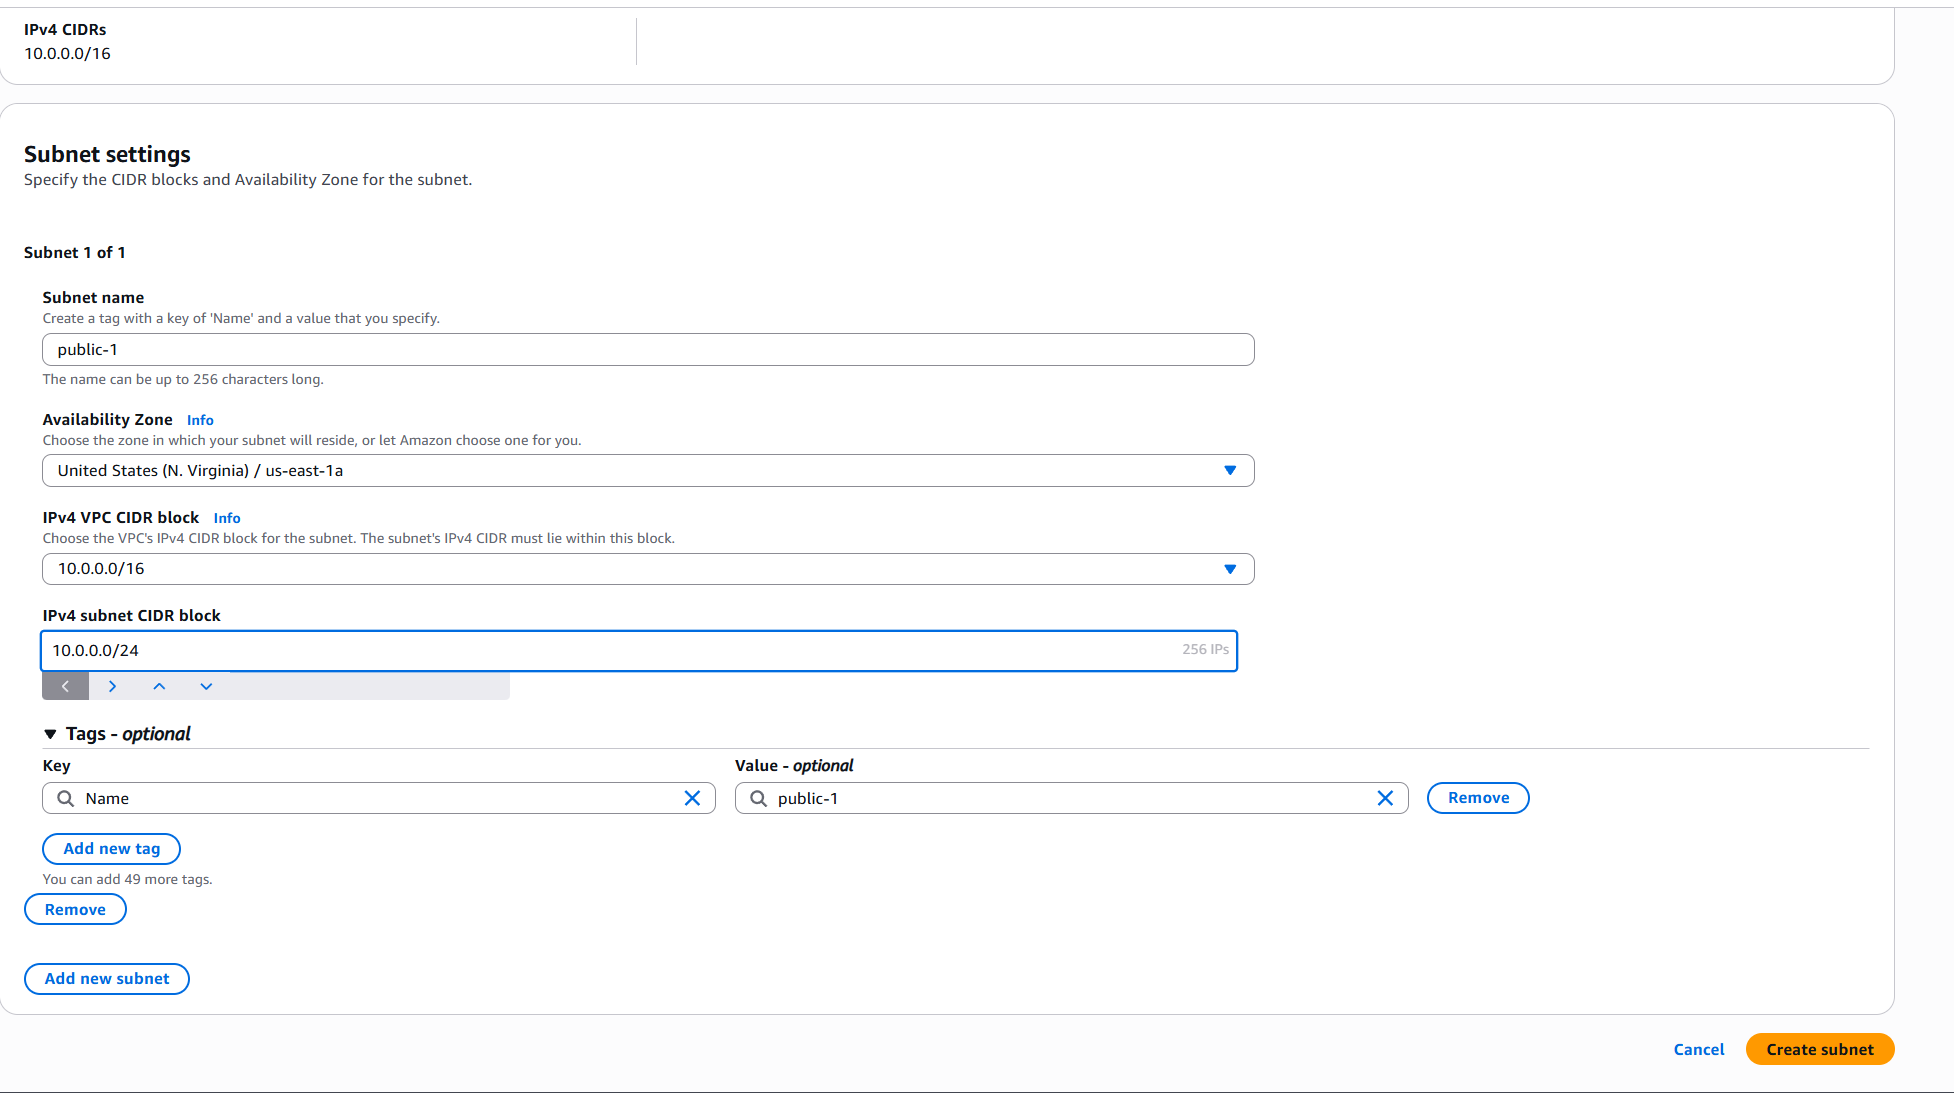 IPv4 CIDRs
10.0.0.0/16
Subnet settings
Specify the CIDR blocks and Availability Zone for the subnet.
Subnet 1 of 1
Subnet name
Create a tag with a key of 'Name' and a value that you specify.
public-1
The name can be up to 256 characters long.
Availability Zone Info
Choose the zone in which your subnet will reside, or let Amazon choose one for you.
United States (N. Virginia) / us-east-1a
IPv4 VPC CIDR block Info
Choose the VPC's IPv4 CIDR block for the subnet. The subnet's IPv4 CIDR must lie within this block.
10.0.0.0/16
IPv4 subnet CIDR block
10.0.0.0/24 256 IPs
Tags - optional
Key Value - optional
Name public-1 Remove
Add new tag
You can add 49 more tags.
Remove
Add new subnet
Cancel Create subnet